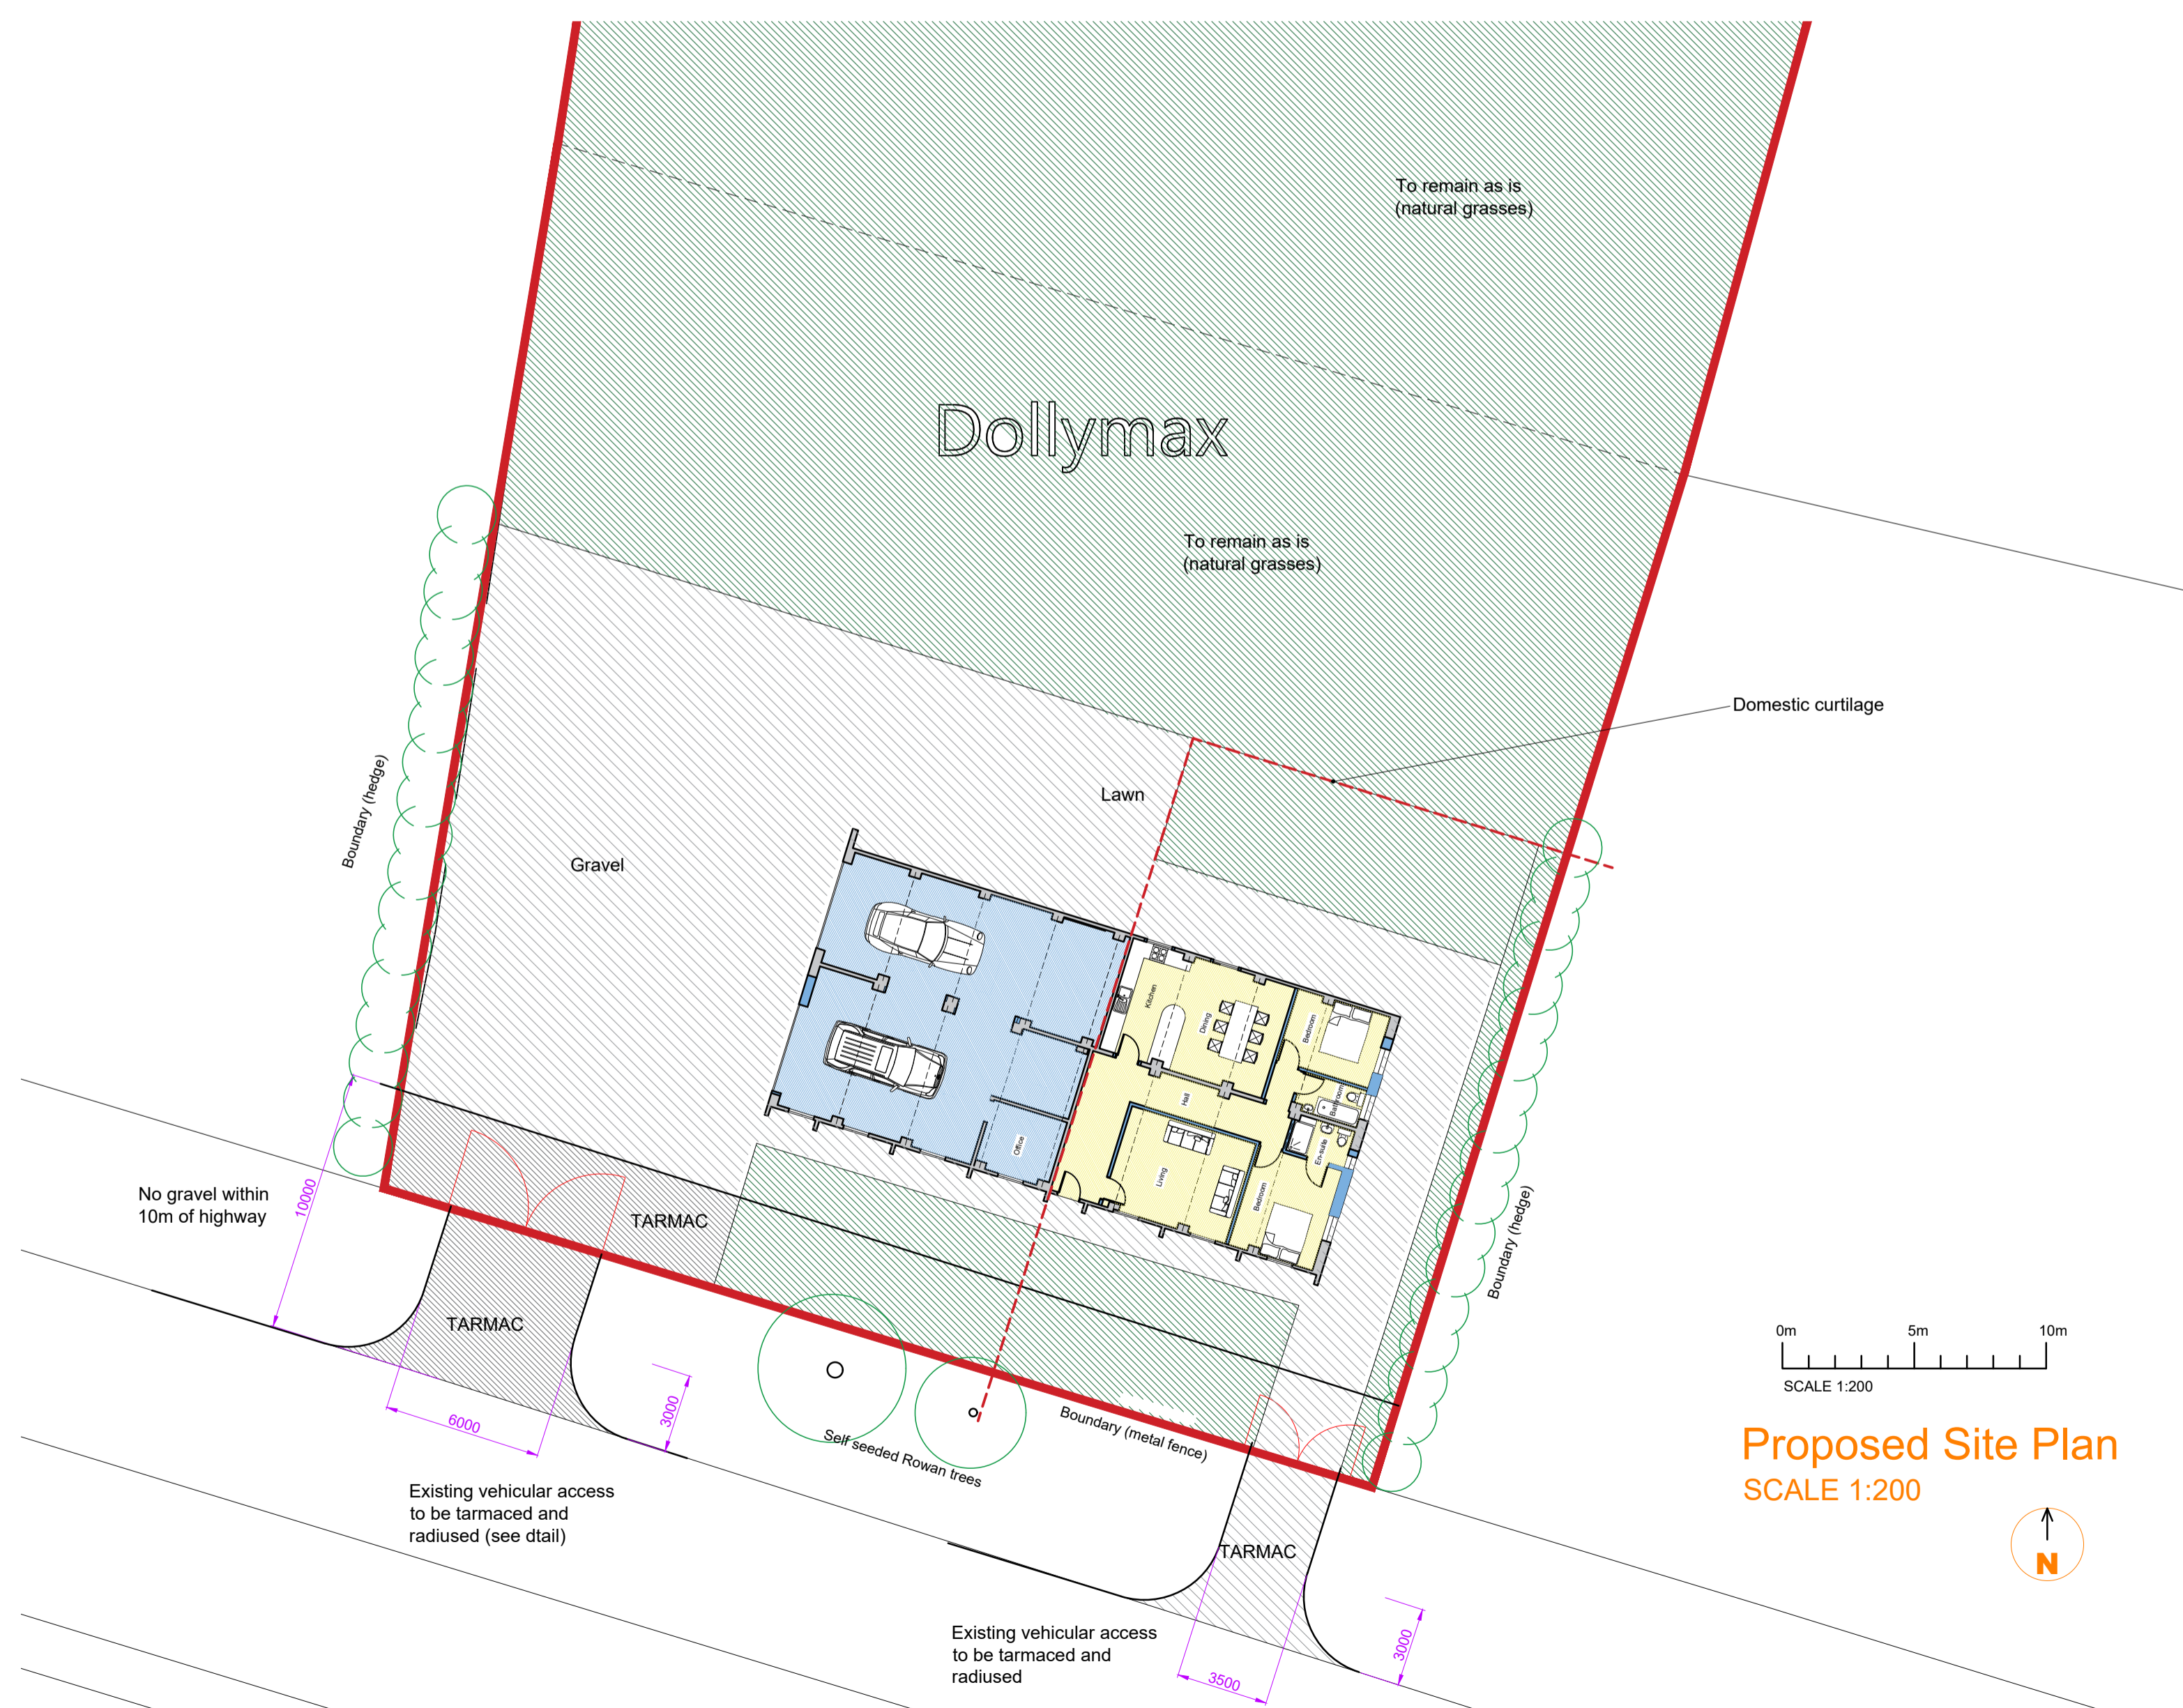 To remain as is
(natural grasses)
Dollymax
To remain as is
(natural grasses)
Domestic curtilage
Lawn
Gravel
Boundary (hedge)
Kitchen
Dining
Bedroom
Bathroom
Hall
En-suite
Office
Living
Bedroom
No gravel within
10m of highway
10000
TARMAC
TARMAC
Boundary (hedge)
6000
3000
Self seeded Rowan trees
Boundary (metal fence)
Existing vehicular access
to be tarmaced and
radiused (see dtail)
TARMAC
Existing vehicular access
to be tarmaced and
radiused
3500
3000
0m 5m 10m
SCALE 1:200
Proposed Site Plan
SCALE 1:200
N